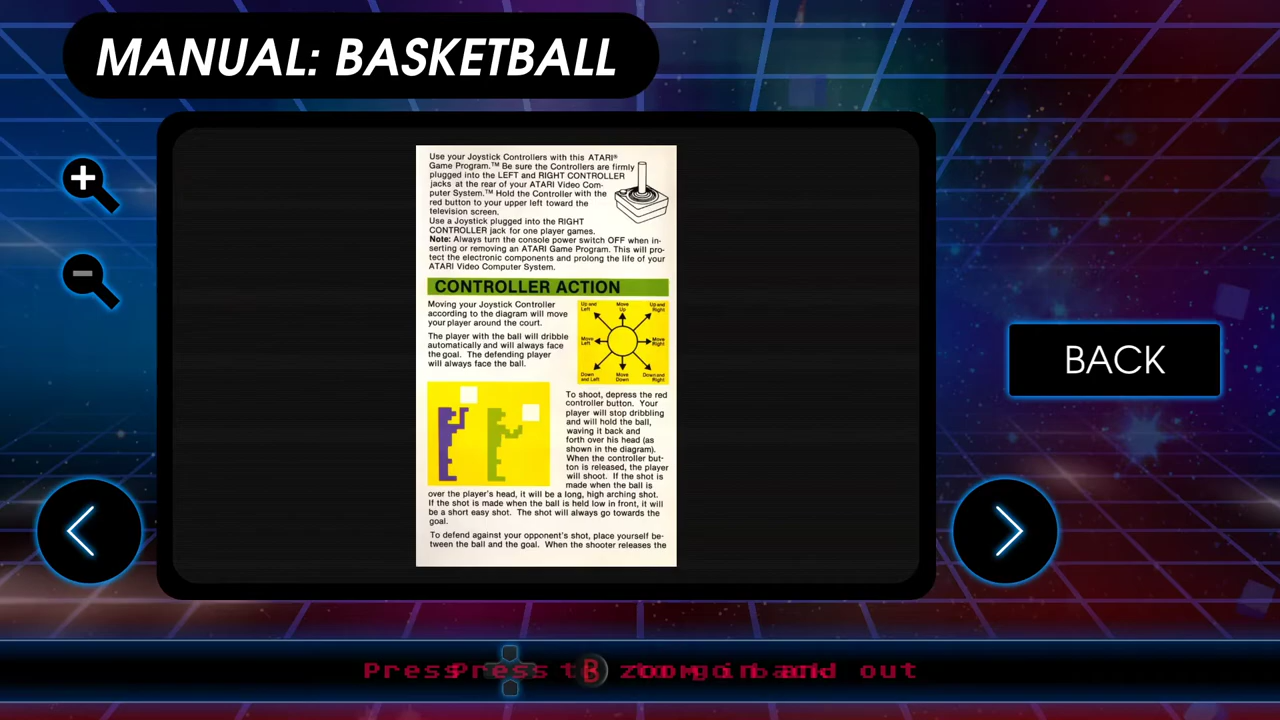 MANUAL: BASKETBALL
Use your Joystick Controllers with this ATARI®
Game Program.™ Be sure the Controllers are firmly
plugged into the LEFT and RIGHT CONTROLLER
jacks at the rear of your ATARI Video Com-
puter System.™ Hold the Controller with the
red button to your upper left toward the
television screen.
Use a Joystick plugged into the RIGHT
CONTROLLER jack for one player games.
Note: Always turn the console power switch OFF when in-
serting or removing an ATARI Game Program. This will pro-
tect the electronic components and prolong the life of your
ATARI Video Computer System.
CONTROLLER ACTION
Moving your Joystick Controller
according to the diagram will move
your player around the court.
The player with the ball will dribble
automatically and will always face
the goal. The defending player
will always face the ball.
Up and
Left
Move
Up
Up and
Right
Move
Left
Move
Right
Down
and Left
Move
Down
Down and
Right
To shoot, depress the red
controller button. Your
player will stop dribbling
and will hold the ball,
waving it back and
forth over his head (as
shown in the diagram).
When the controller but-
ton is released, the player
will shoot. If the shot is
made when the ball is
over the player's head, it will be a long, high arching shot.
If the shot is made when the ball is held low in front, it will
be a short easy shot. The shot will always go towards the
goal.
To defend against your opponent's shot, place yourself be-
tween the ball and the goal. When the shooter releases the
BACK
Press B to go back
Press to zoom in and out